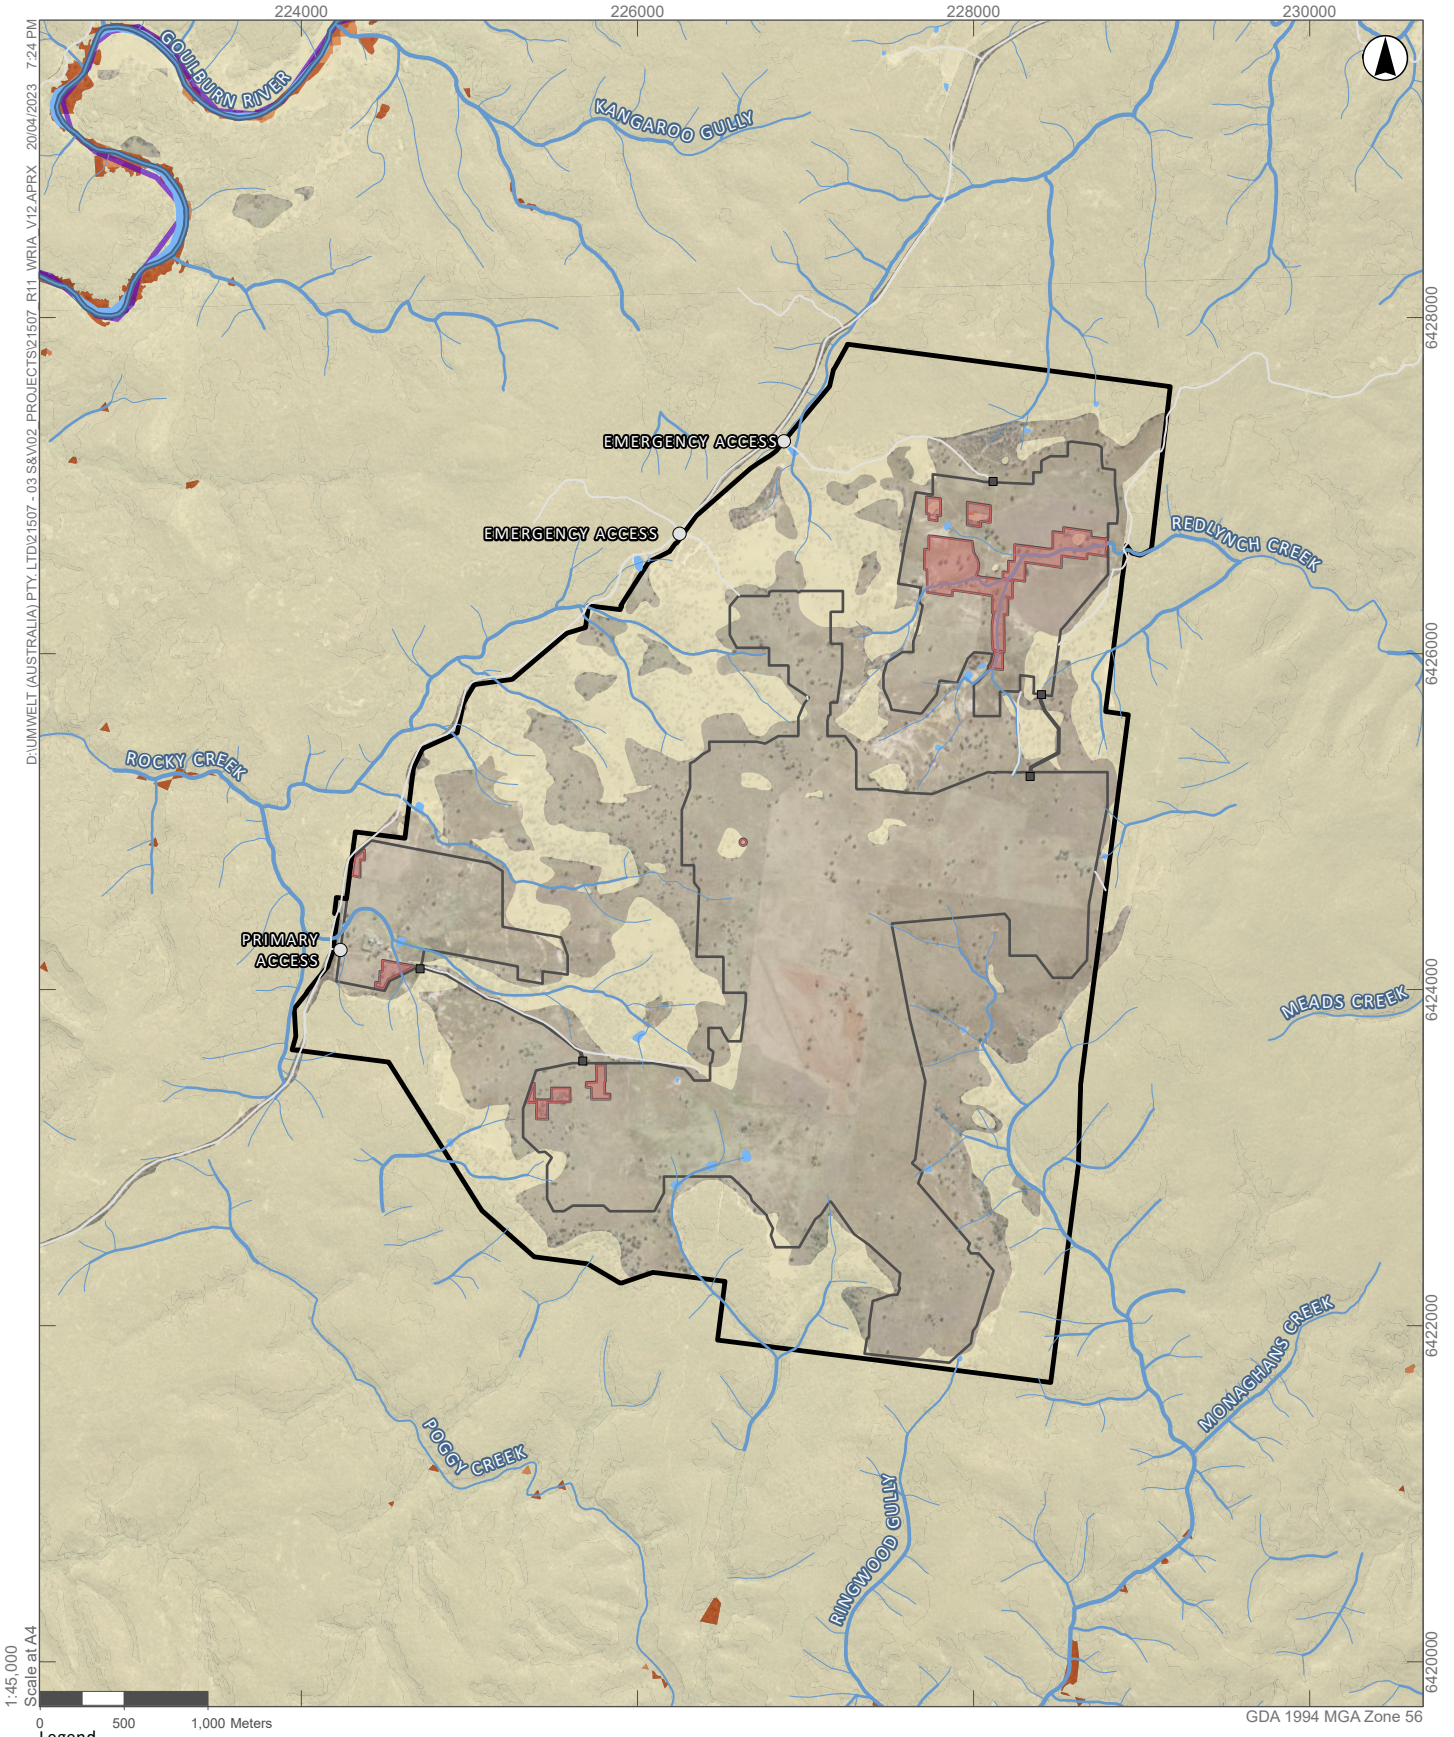 224000
226000
228000
230000
D:\UMWELT (AUSTRALIA) PTY. LTD\21507 - 03 S&V\02 PROJECTS\21507_R11_WRIA_V12.APRX 20/04/2023 7:24 PM
GOULBURN RIVER
KANGAROO GULLY
6428000
EMERGENCY ACCESS
EMERGENCY ACCESS
REDLYNCH CREEK
6426000
ROCKY CREEK
PRIMARY
ACCESS
6424000
MEADS CREEK
6422000
MONAGHANS CREEK
POGGY CREEK
RINGWOOD GULLY
6420000
1:45,000
Scale at A4
0 500 1,000 Meters
GDA 1994 MGA Zone 56
Legend